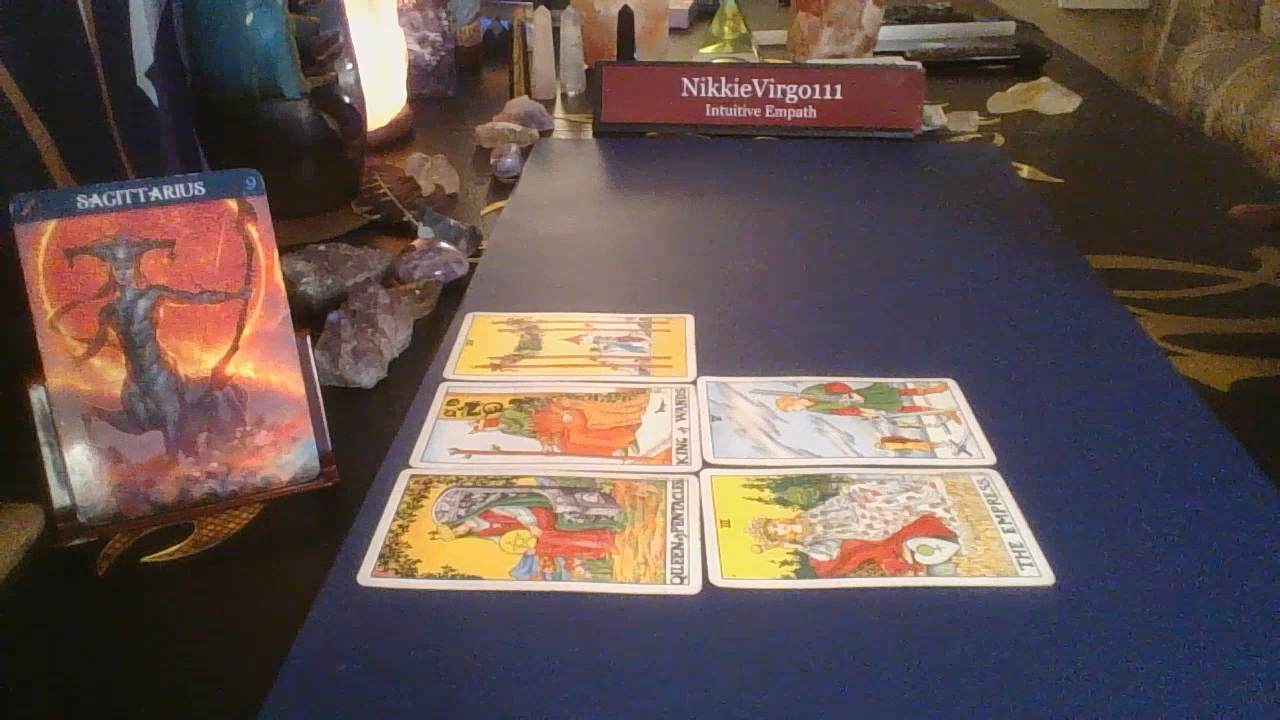 NikkieVirgo111
Intuitive Empath
SAGITTARIUS 9
KING of WANDS
V
QUEEN of PENTACLES
III
THE EMPRESS